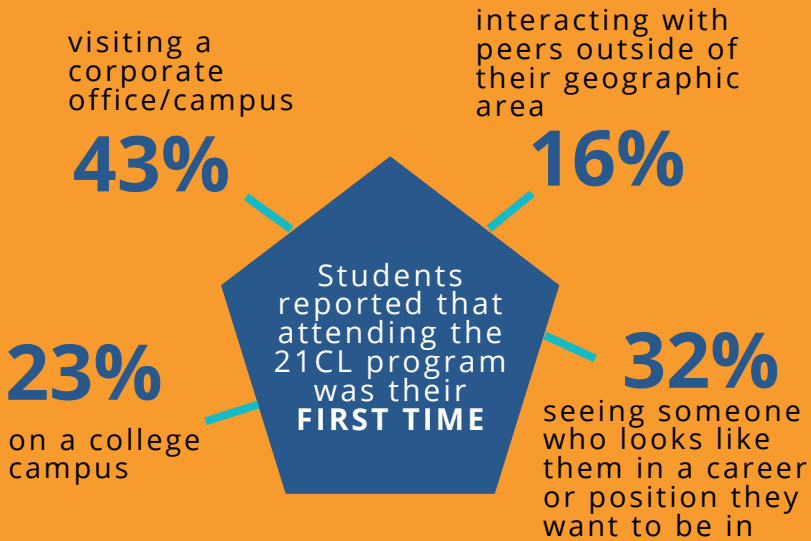 visiting a
corporate
office/campus
43%
interacting with
peers outside of
their geographic
area
16%
Students
reported that
attending the
21CL program
was their
FIRST TIME
23%
on a college
campus
32%
seeing someone
who looks like
them in a career
or position they
want to be in